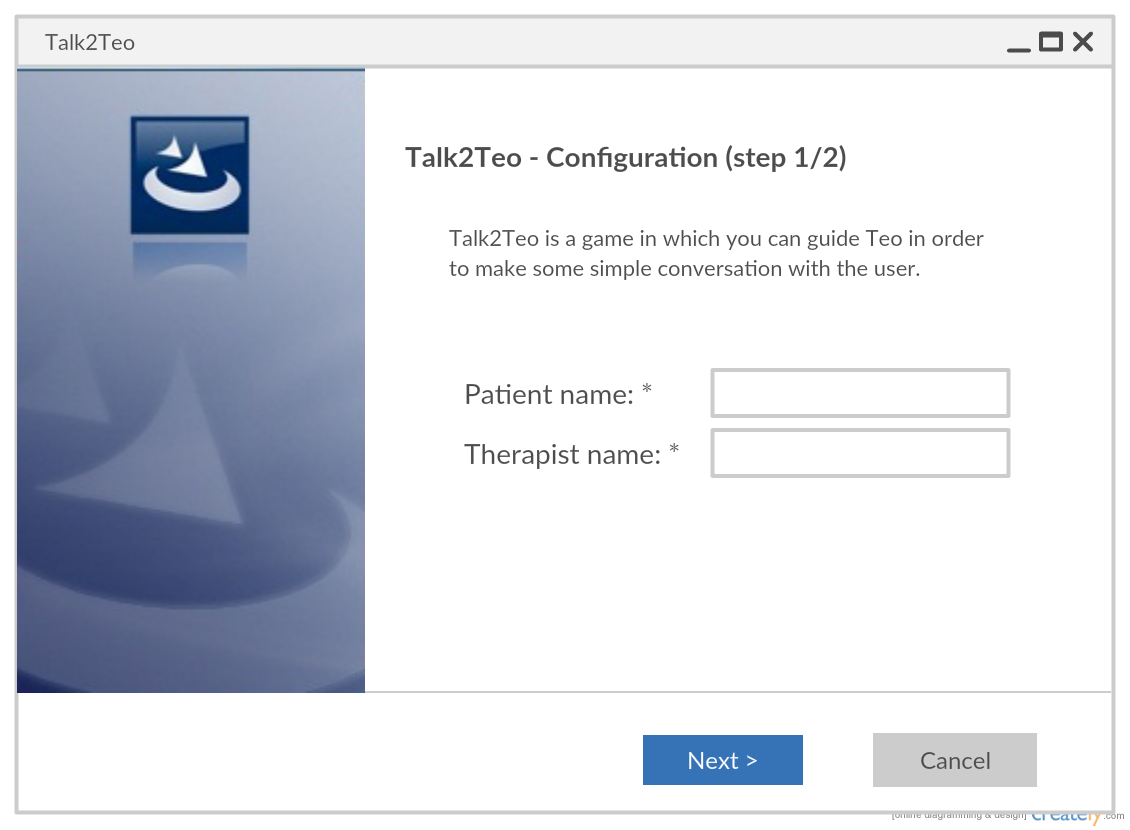 Talk2Teo
Talk2Teo - Configuration (step 1/2)
Talk2Teo is a game in which you can guide Teo in order
to make some simple conversation with the user.
Patient name: *
Therapist name: *
Next >
Cancel
[online diagramming & design] creately.com